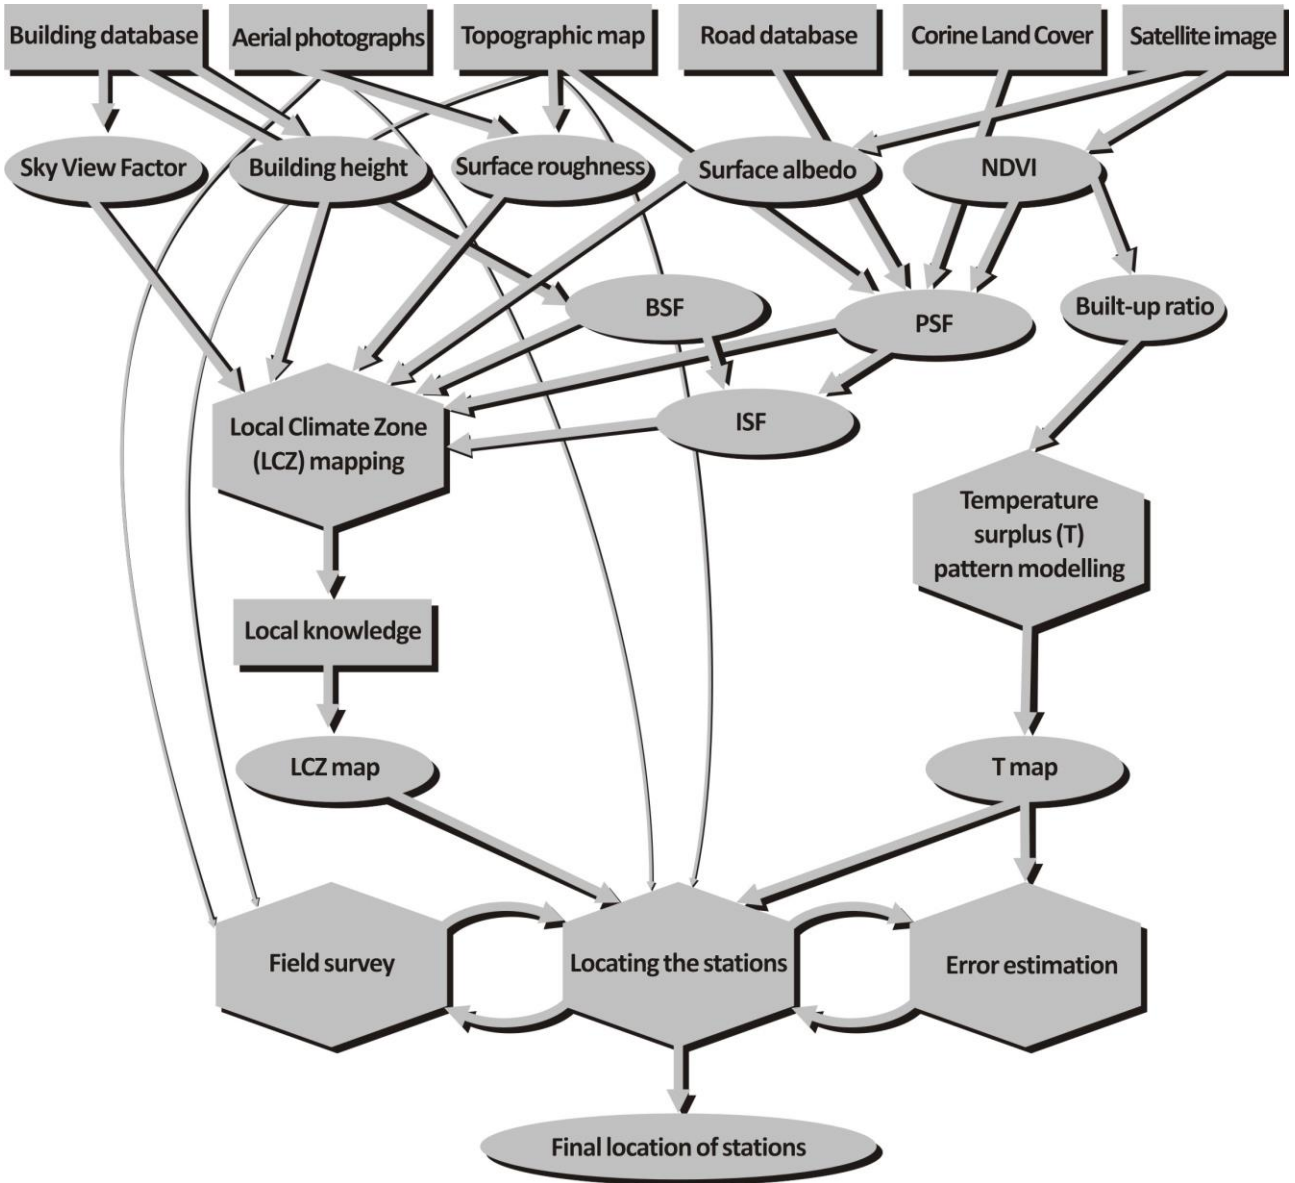 Building database
Aerial photographs
Topographic map
Road database
Corine Land Cover
Satellite image
Sky View Factor
Building height
Surface roughness
Surface albedo
NDVI
BSF
PSF
Built-up ratio
ISF
Local Climate Zone
(LCZ) mapping
Temperature
surplus (T)
pattern modelling
Local knowledge
LCZ map
T map
Field survey
Locating the stations
Error estimation
Final location of stations